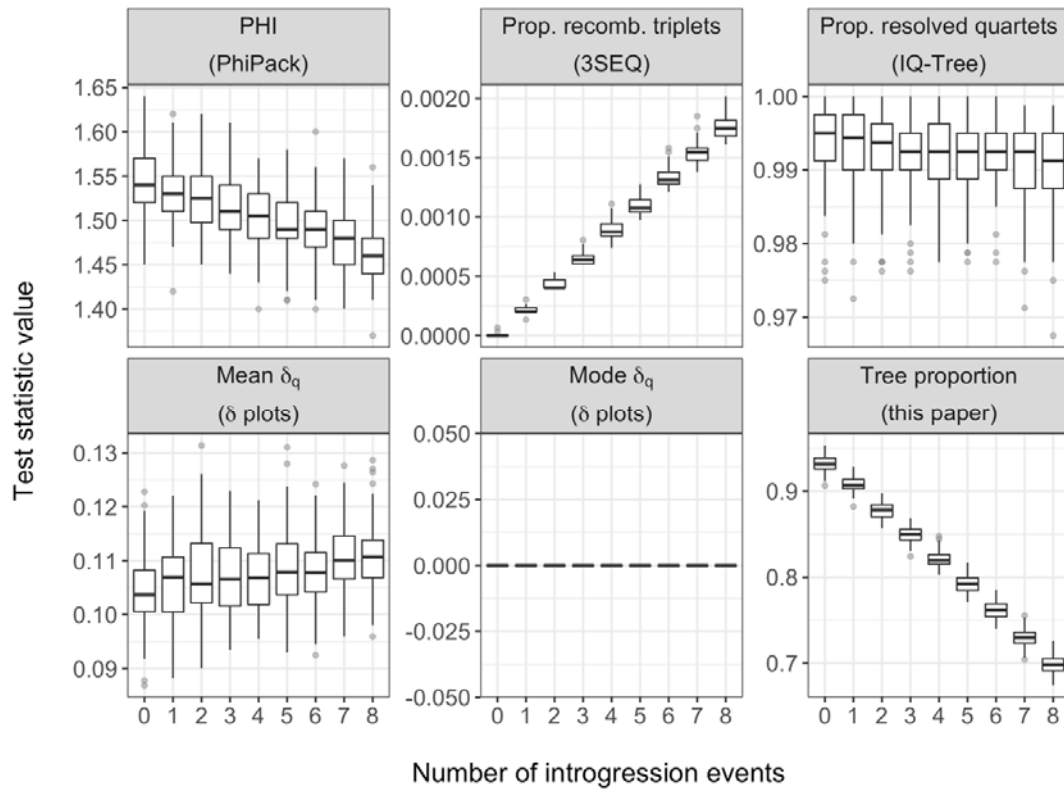 PHI
(PhiPack)
Prop. recomb. triplets
(3SEQ)
Prop. resolved quartets
(IQ-Tree)
1.65
1.60
1.55
1.50
1.45
1.40
0.0020
0.0015
0.0010
0.0005
0.0000
1.00
0.99
0.98
0.97
Mean δq
(δ plots)
Mode δq
(δ plots)
Tree proportion
(this paper)
0.13
0.12
0.11
0.10
0.09
0.050
0.025
0.000
-0.025
-0.050
0.9
0.8
0.7
0 1 2 3 4 5 6 7 8
0 1 2 3 4 5 6 7 8
0 1 2 3 4 5 6 7 8
Test statistic value
Number of introgression events